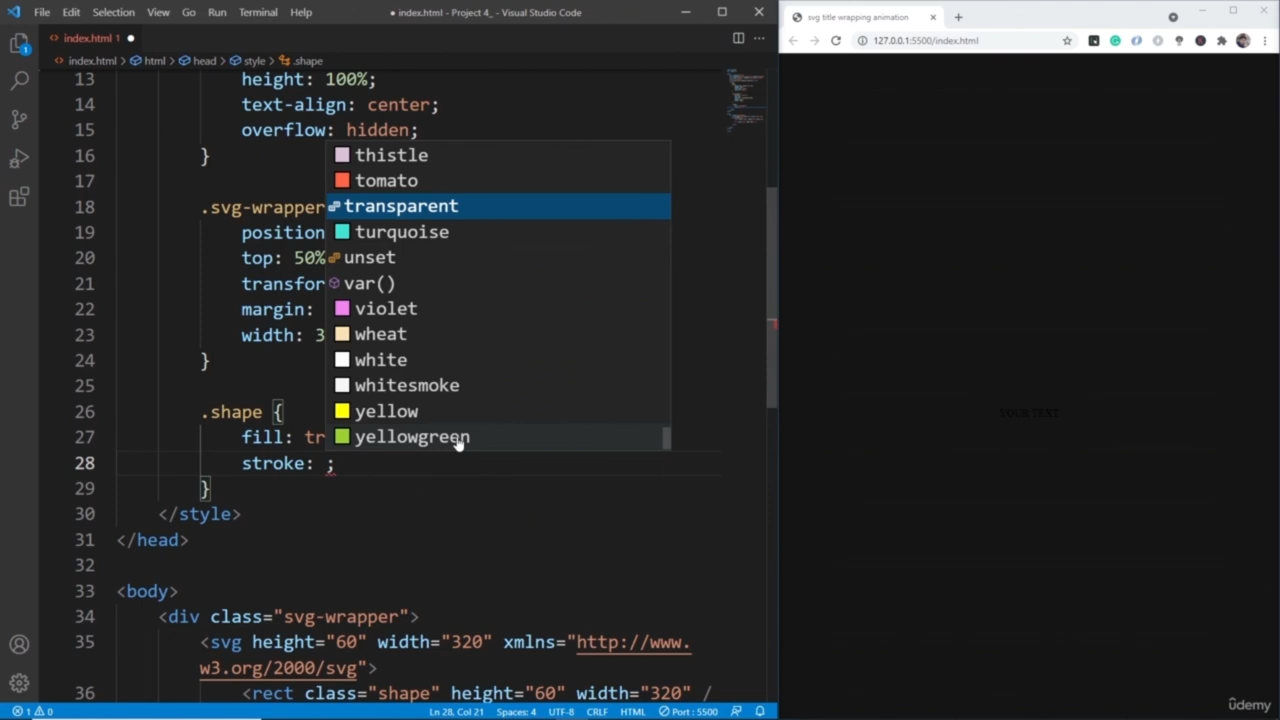 File Edit Selection View Go Run Terminal Help
● index.html - Project 4_ - Visual Studio Code
index.html 1 ●
index.html > html > head > style > .shape
13 height: 100%;
14 text-align: center;
15 overflow: hidden;
16 }
17
18 .svg-wrapper
19 position
20 top: 50%
21 transfor
22 margin:
23 width: 3
24 }
25
26 .shape {
27 fill: tr
28 stroke: ;
29 }
30 </style>
31 </head>
32
33 <body>
34 <div class="svg-wrapper">
35 <svg height="60" width="320" xmlns="http://www.
w3.org/2000/svg">
36 <rect class="shape" height="60" width="320" /
thistle
tomato
transparent
turquoise
unset
var()
violet
wheat
white
whitesmoke
yellow
yellowgreen
1 0
Ln 28, Col 21 Spaces: 4 UTF-8 CRLF HTML Port : 5500
svg title wrapping animation
127.0.0.1:5500/index.html
YOUR TEXT
ûdemy